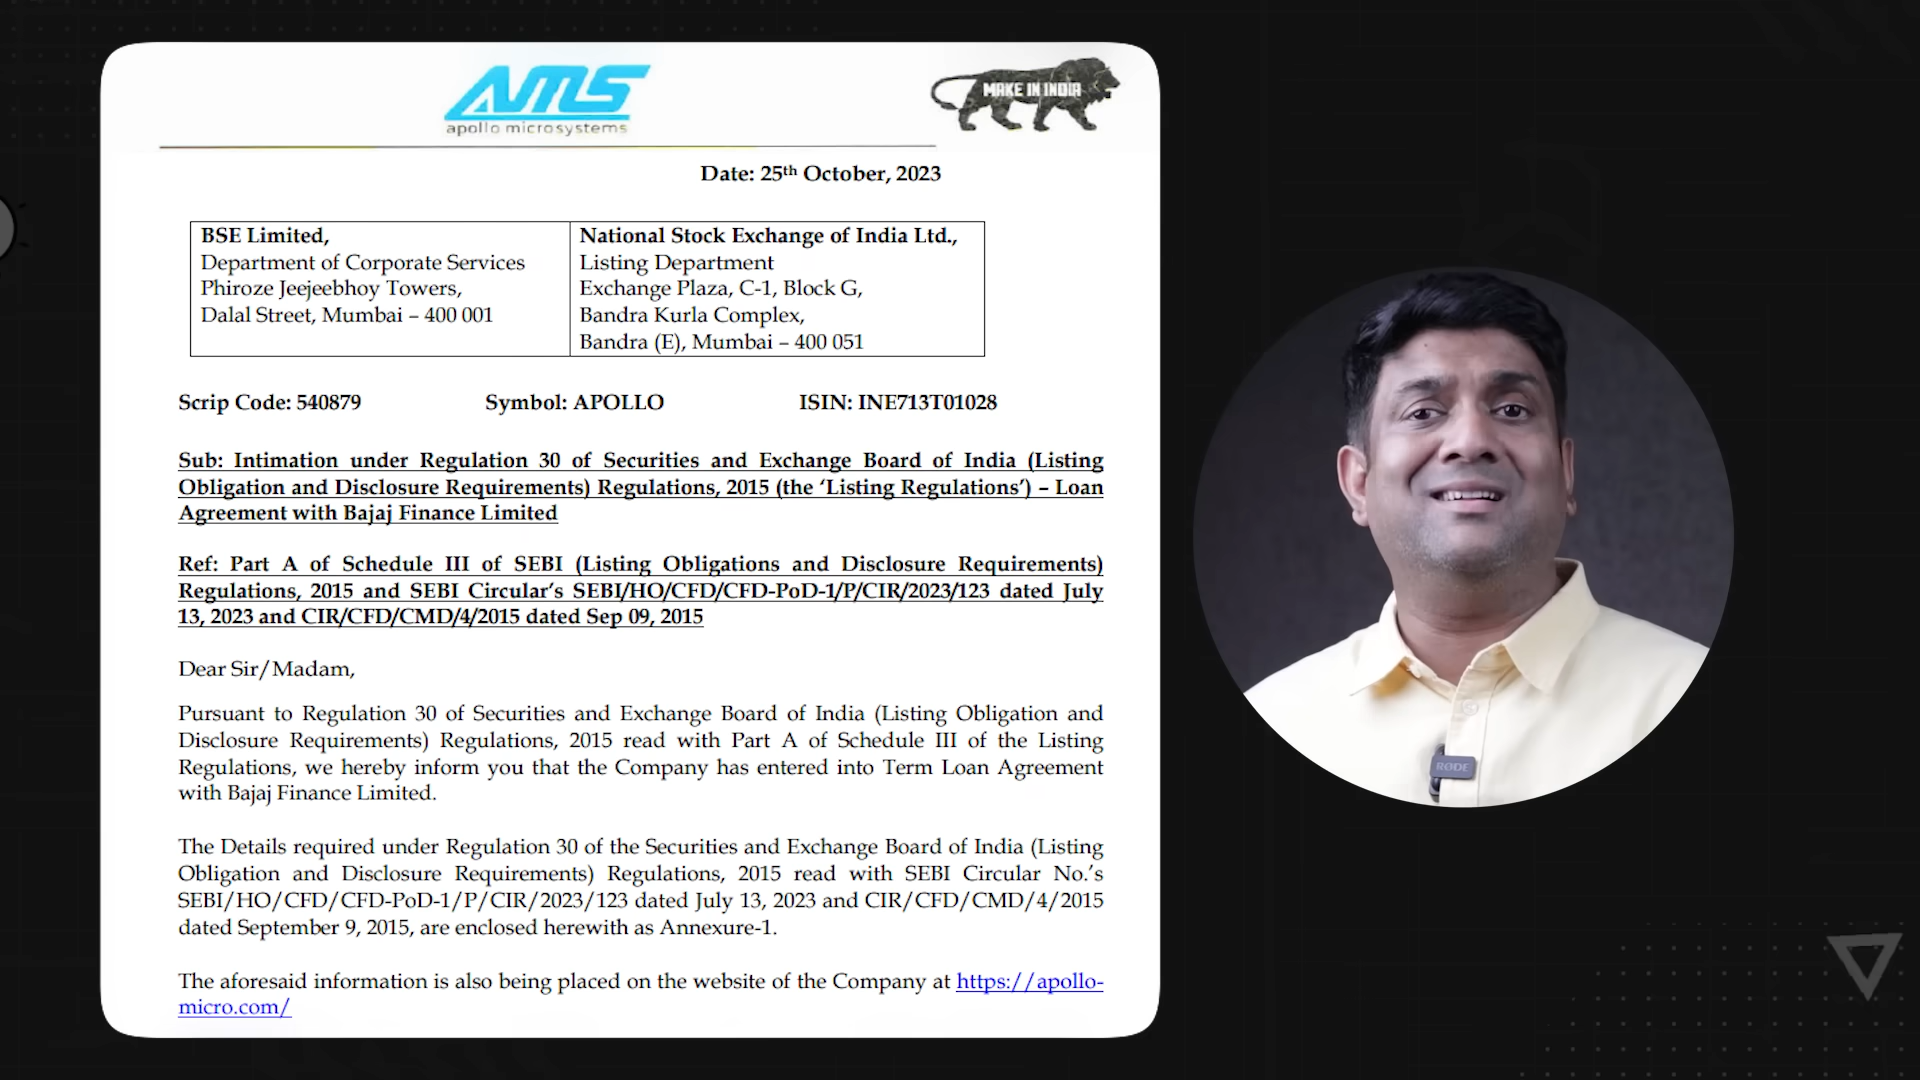 AMS
apollo microsystems
MAKE IN INDIA
Date: 25th October, 2023
BSE Limited,
Department of Corporate Services
Phiroze Jeejeebhoy Towers,
Dalal Street, Mumbai – 400 001
National Stock Exchange of India Ltd.,
Listing Department
Exchange Plaza, C-1, Block G,
Bandra Kurla Complex,
Bandra (E), Mumbai – 400 051
Scrip Code: 540879 Symbol: APOLLO ISIN: INE713T01028
Sub: Intimation under Regulation 30 of Securities and Exchange Board of India (Listing
Obligation and Disclosure Requirements) Regulations, 2015 (the ‘Listing Regulations’) – Loan
Agreement with Bajaj Finance Limited
Ref: Part A of Schedule III of SEBI (Listing Obligations and Disclosure Requirements)
Regulations, 2015 and SEBI Circular’s SEBI/HO/CFD/CFD-PoD-1/P/CIR/2023/123 dated July
13, 2023 and CIR/CFD/CMD/4/2015 dated Sep 09, 2015
Dear Sir/Madam,
Pursuant to Regulation 30 of Securities and Exchange Board of India (Listing Obligation and
Disclosure Requirements) Regulations, 2015 read with Part A of Schedule III of the Listing
Regulations, we hereby inform you that the Company has entered into Term Loan Agreement
with Bajaj Finance Limited.
The Details required under Regulation 30 of the Securities and Exchange Board of India (Listing
Obligation and Disclosure Requirements) Regulations, 2015 read with SEBI Circular No.’s
SEBI/HO/CFD/CFD-PoD-1/P/CIR/2023/123 dated July 13, 2023 and CIR/CFD/CMD/4/2015
dated September 9, 2015, are enclosed herewith as Annexure-1.
The aforesaid information is also being placed on the website of the Company at https://apollo-
micro.com/
RØDE